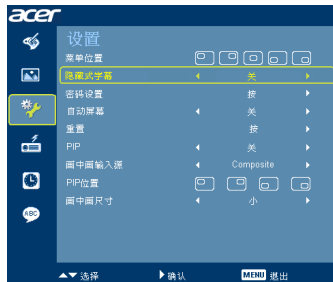 acer
设置
菜单位置
隐藏式字幕 关
密码设置 按
自动屏幕 关
重置 按
PIP 关
画中画输入源 Composite
PIP位置
画中画尺寸 小
ABC
选择 确认 MENU 退出